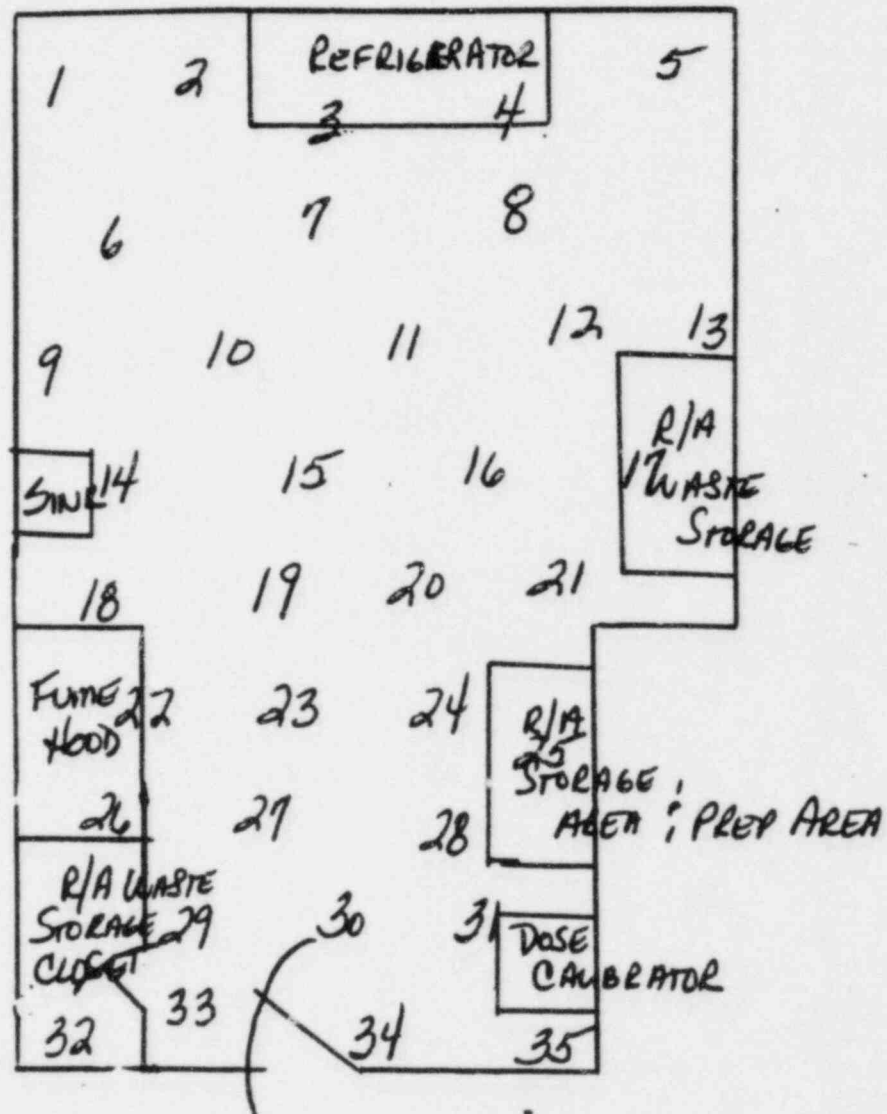 REFRIGERATOR
1 2 3 4 5
6 7 8
9 10 11 12 13
SINK 14 15 16 17
R/A
WASTE
STORAGE
18 19 20 21
FUME
HOOD
22 23 24
R/A
25
STORAGE
AREA & PREP AREA
26 27 28
R/A WASTE
STORAGE
CLOSET
29 30 31
DOSE
CALIBRATOR
32 33 34 35